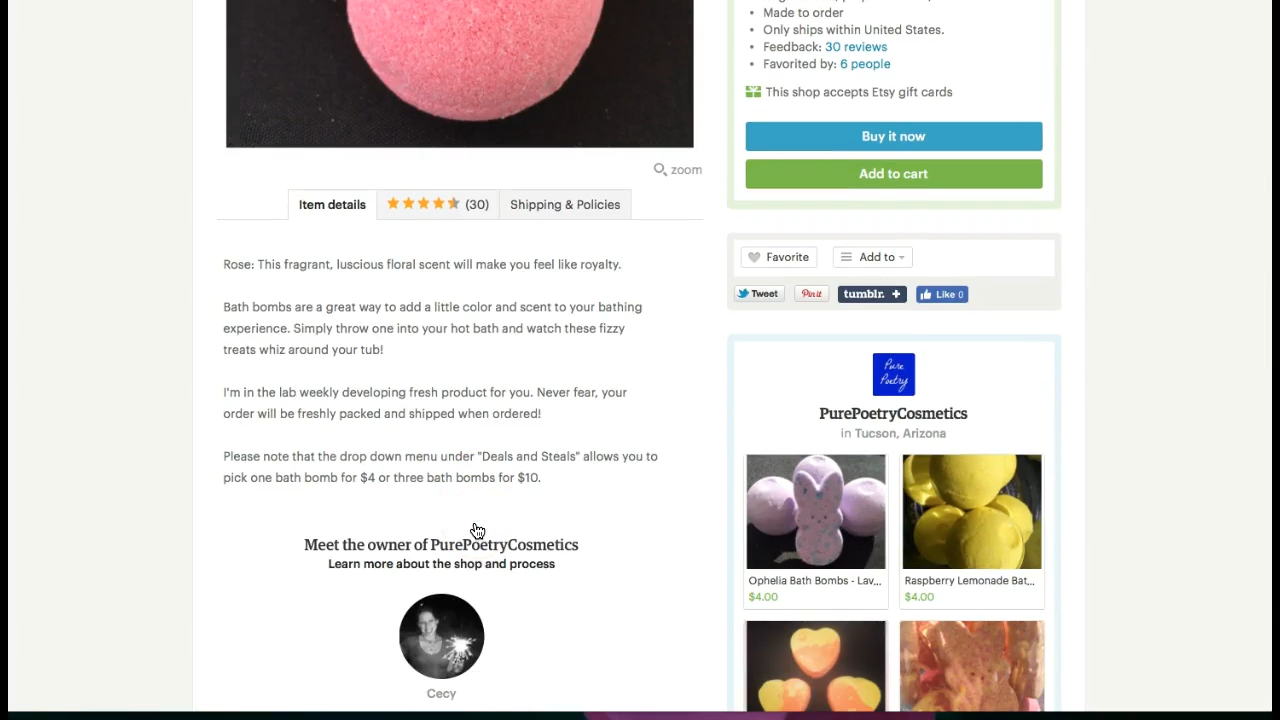 Made to order
Only ships within United States.
Feedback: 30 reviews
Favorited by: 6 people
This shop accepts Etsy gift cards
Buy it now
Add to cart
zoom
Item details
(30)
Shipping & Policies
Rose: This fragrant, luscious floral scent will make you feel like royalty.
Bath bombs are a great way to add a little color and scent to your bathing
experience. Simply throw one into your hot bath and watch these fizzy
treats whiz around your tub!
I'm in the lab weekly developing fresh product for you. Never fear, your
order will be freshly packed and shipped when ordered!
Please note that the drop down menu under "Deals and Steals" allows you to
pick one bath bomb for $4 or three bath bombs for $10.
Meet the owner of PurePoetryCosmetics
Learn more about the shop and process
Cecy
Favorite
Add to
Tweet
Pin it
tumblr. +
Like 0
Pure
Poetry
PurePoetryCosmetics
in Tucson, Arizona
Ophelia Bath Bombs - Lav...
$4.00
Raspberry Lemonade Bat...
$4.00